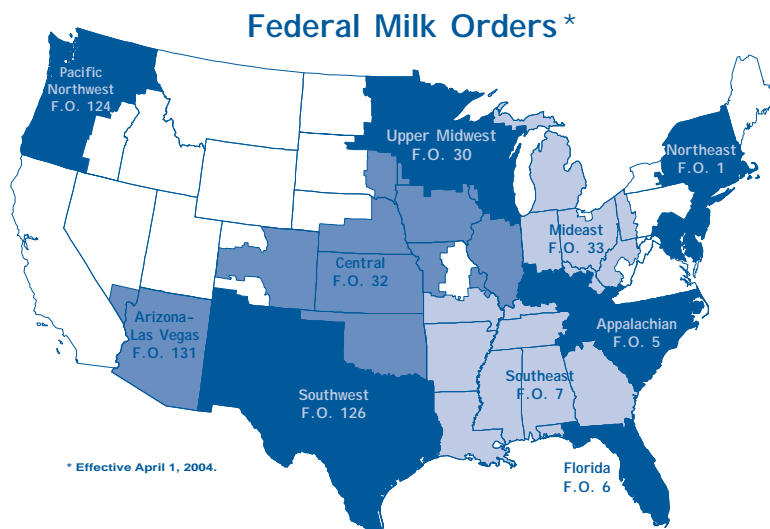 Federal Milk Orders *
Pacific
Northwest
F.O. 124
Upper Midwest
F.O. 30
Northeast
F.O. 1
Mideast
F.O. 33
Central
F.O. 32
Arizona-
Las Vegas
F.O. 131
Appalachian
F.O. 5
Southwest
F.O. 126
Southeast
F.O. 7
Florida
F.O. 6
* Effective April 1, 2004.